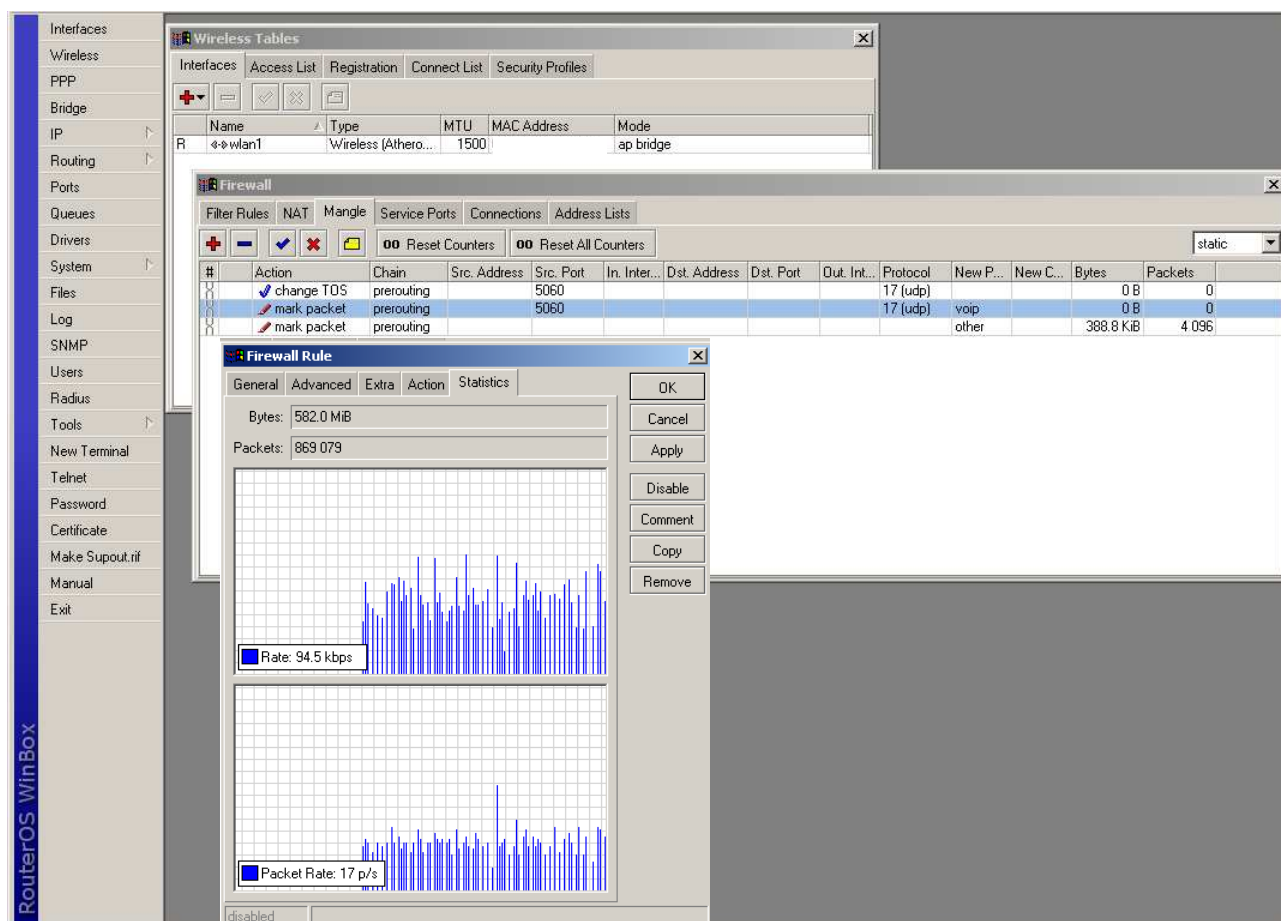 RouterOS WinBox
Interfaces
Wireless
PPP
Bridge
IP
Routing
Ports
Queues
Drivers
System
Files
Log
SNMP
Users
Radius
Tools
New Terminal
Telnet
Password
Certificate
Make Supout.rif
Manual
Exit
Wireless Tables
Interfaces Access List Registration Connect List Security Profiles
Name Type MTU MAC Address Mode
R wlan1 Wireless (Athero... 1500 ap bridge
Firewall
Filter Rules NAT Mangle Service Ports Connections Address Lists
00 Reset Counters 00 Reset All Counters static
# Action Chain Src. Address Src. Port In. Inter... Dst. Address Dst. Port Out. Int... Protocol New P... New C... Bytes Packets
change TOS prerouting 5060 17 (udp) 0 B 0
mark packet prerouting 5060 17 (udp) voip 0 B 0
mark packet prerouting other 388.8 KiB 4 096
Firewall Rule
General Advanced Extra Action Statistics
Bytes: 582.0 MiB
Packets: 869 079
Rate: 94.5 kbps
Packet Rate: 17 p/s
OK
Cancel
Apply
Disable
Comment
Copy
Remove
disabled